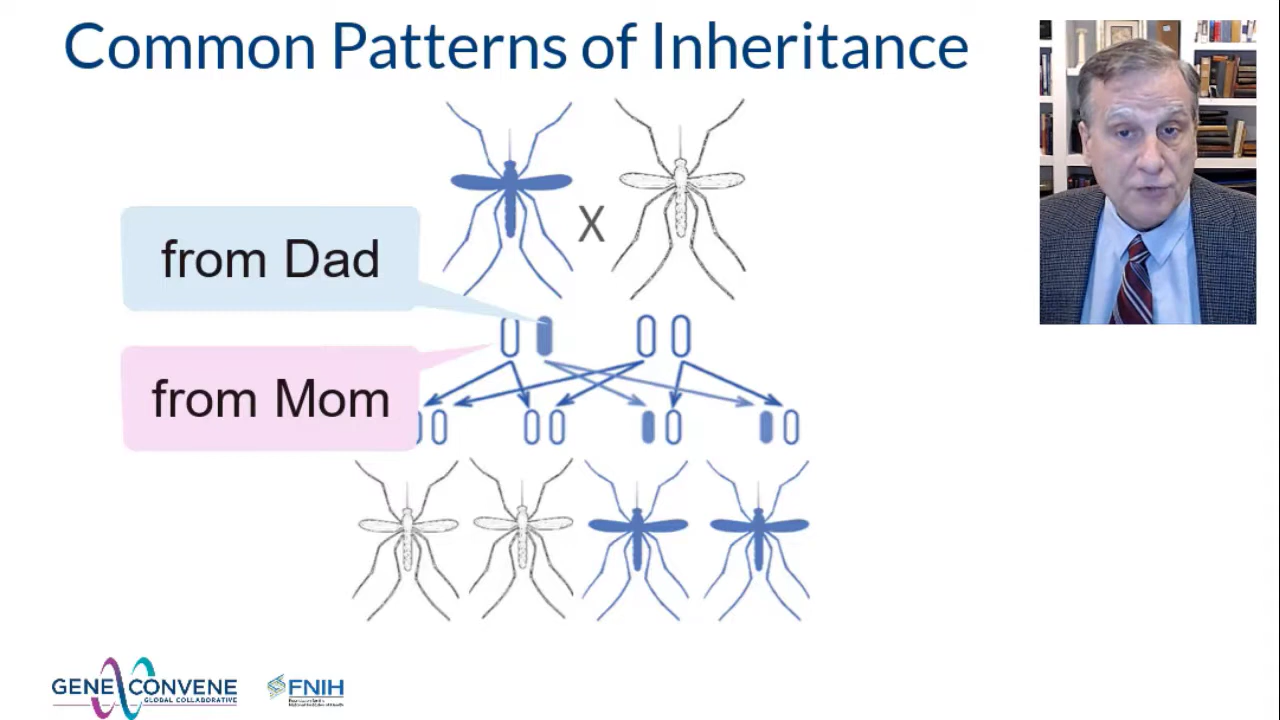 Common Patterns of Inheritance
X
from Dad
from Mom
GENE CONVENE
GLOBAL COLLABORATIVE
FNIH